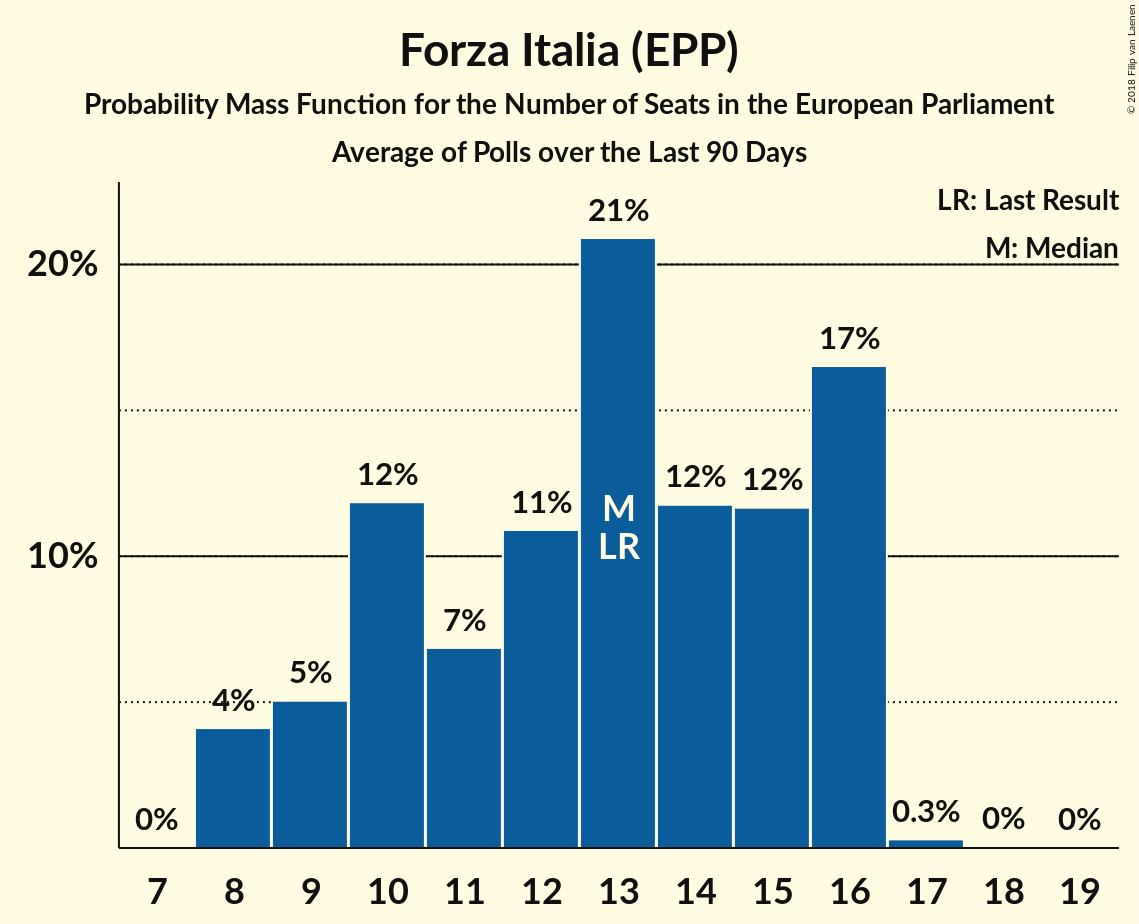 Forza Italia (EPP)
Probability Mass Function for the Number of Seats in the European Parliament
Average of Polls over the Last 90 Days
© 2018 Filip van Laenen
LR: Last Result
M: Median
20%
10%
0%
4%
5%
12%
7%
11%
21%
12%
12%
17%
0.3%
0%
0%
M
LR
7 8 9 10 11 12 13 14 15 16 17 18 19